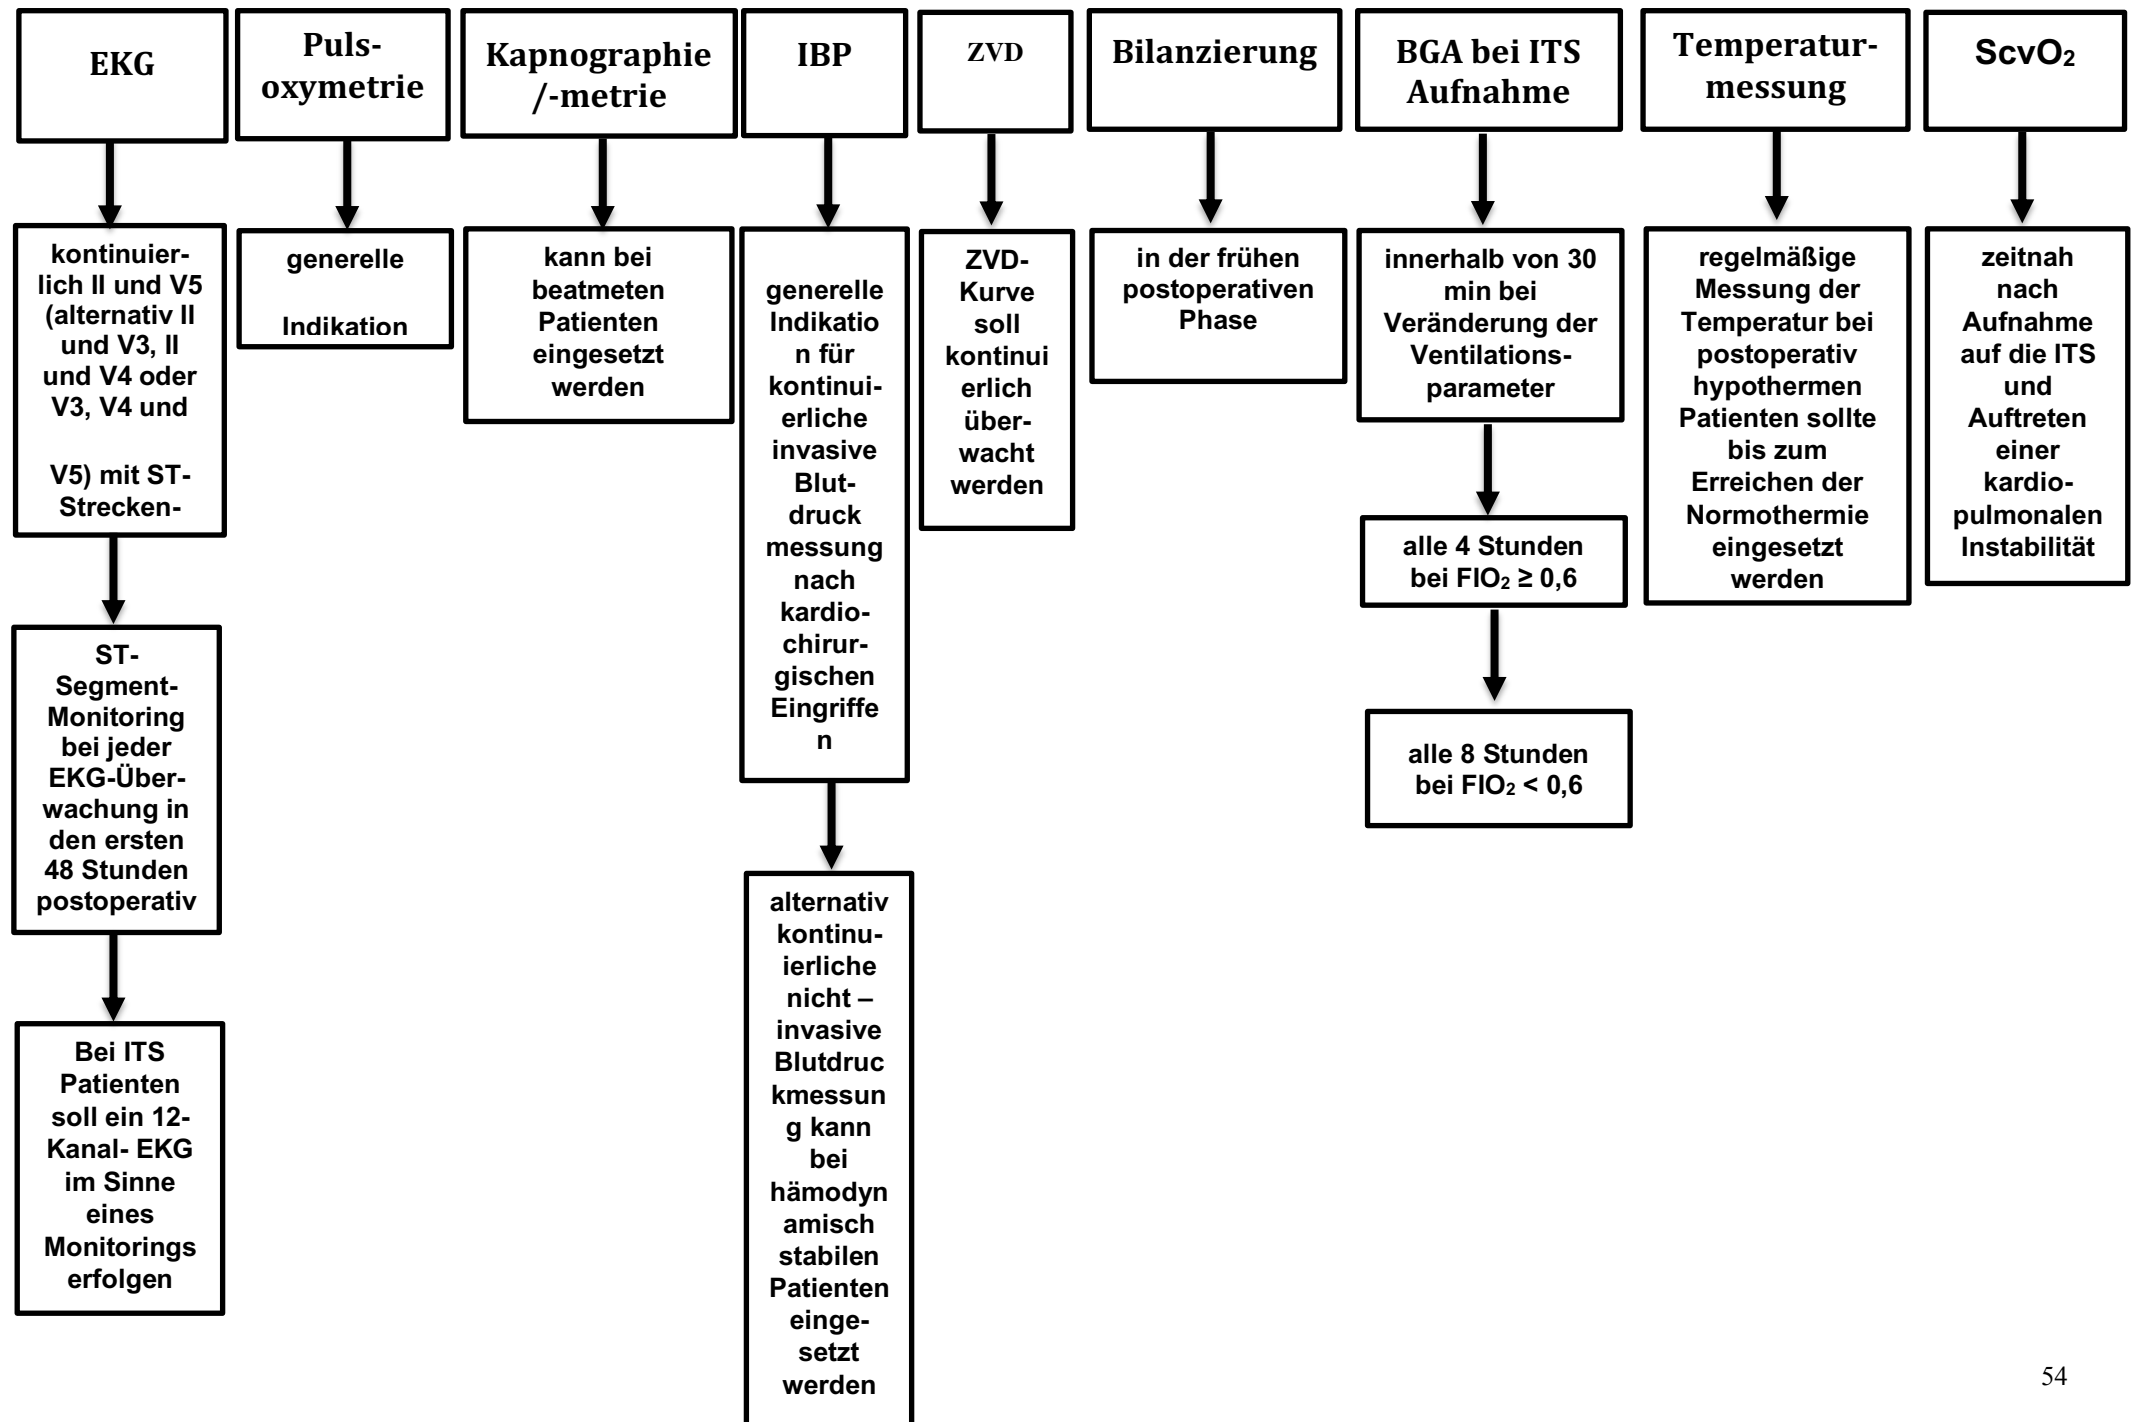 EKG
kontinuier-
lich II und V5
(alternativ II
und V3, II
und V4 oder
V3, V4 und
V5) mit ST-
Strecken-
ST-
Segment-
Monitoring
bei jeder
EKG-Über-
wachung in
den ersten
48 Stunden
postoperativ
Bei ITS
Patienten
soll ein 12-
Kanal- EKG
im Sinne
eines
Monitorings
erfolgen
Puls-
oxymetrie
generelle
Indikation
Kapnographie
/-metrie
kann bei
beatmeten
Patienten
eingesetzt
werden
IBP
generelle
Indikatio
n für
kontinui-
erliche
invasive
Blut-
druck
messung
nach
kardio-
chirur-
gischen
Eingriffe
n
alternativ
kontinu-
ierliche
nicht –
invasive
Blutdruc
kmessun
g kann
bei
hämodyn
amisch
stabilen
Patienten
einge-
setzt
werden
ZVD
ZVD-
Kurve
soll
kontinui
erlich
über-
wacht
werden
Bilanzierung
in der frühen
postoperativen
Phase
BGA bei ITS
Aufnahme
innerhalb von 30
min bei
Veränderung der
Ventilations-
parameter
alle 4 Stunden
bei FIO₂ ≥ 0,6
alle 8 Stunden
bei FIO₂ < 0,6
Temperatur-
messung
regelmäßige
Messung der
Temperatur bei
postoperativ
hypothermen
Patienten sollte
bis zum
Erreichen der
Normothermie
eingesetzt
werden
ScvO₂
zeitnah
nach
Aufnahme
auf die ITS
und
Auftreten
einer
kardio-
pulmonalen
Instabilität
54